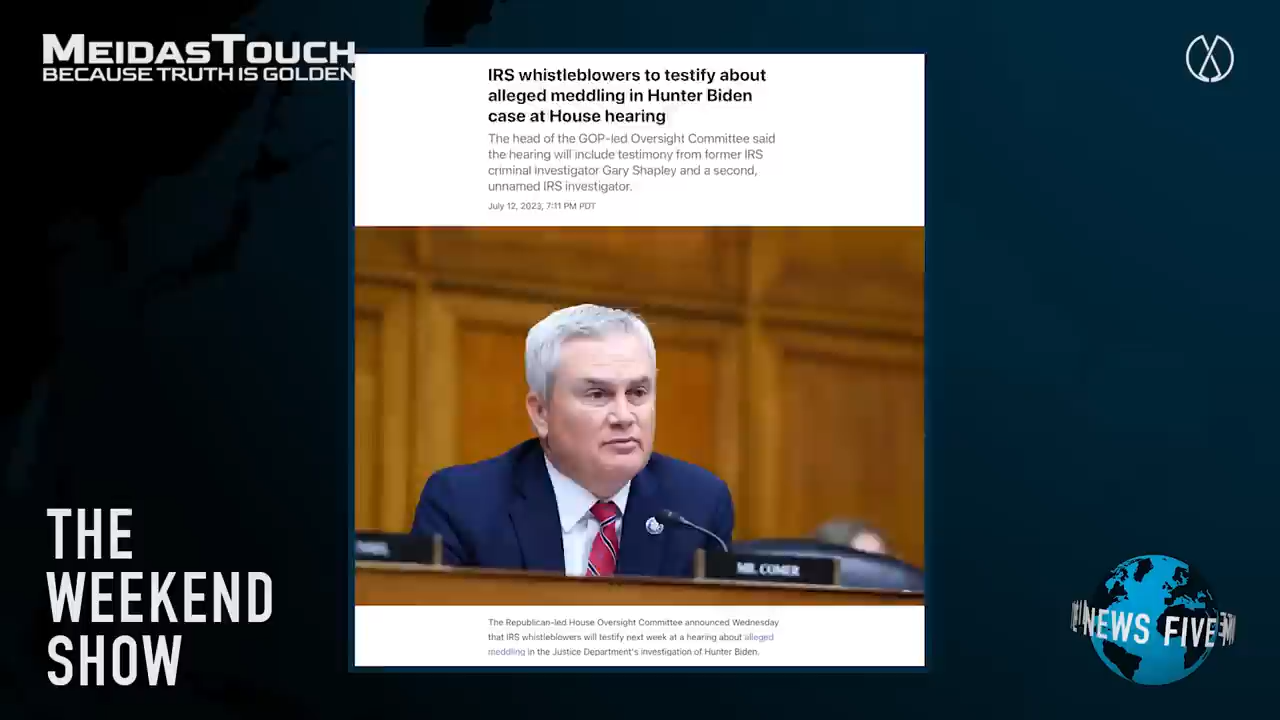 MEIDASTOUCH
BECAUSE TRUTH IS GOLDEN
IRS whistleblowers to testify about
alleged meddling in Hunter Biden
case at House hearing
The head of the GOP-led Oversight Committee said
the hearing will include testimony from former IRS
criminal investigator Gary Shapley and a second,
unnamed IRS investigator.
July 12, 2023, 7:11 PM PDT
MR. COMER
The Republican-led House Oversight Committee announced Wednesday
that IRS whistleblowers will testify next week at a hearing about alleged
meddling in the Justice Department's investigation of Hunter Biden.
THE
WEEKEND
SHOW
NEWS FIVE